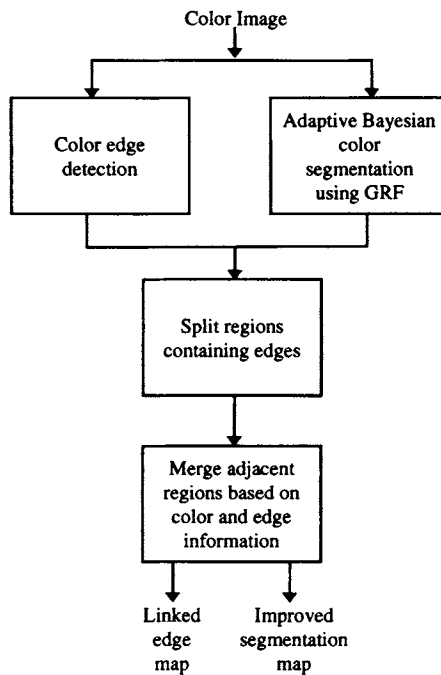 Color Image
Color edge
detection
Adaptive Bayesian
color
segmentation
using GRF
Split regions
containing edges
Merge adjacent
regions based on
color and edge
information
Linked
edge
map
Improved
segmentation
map